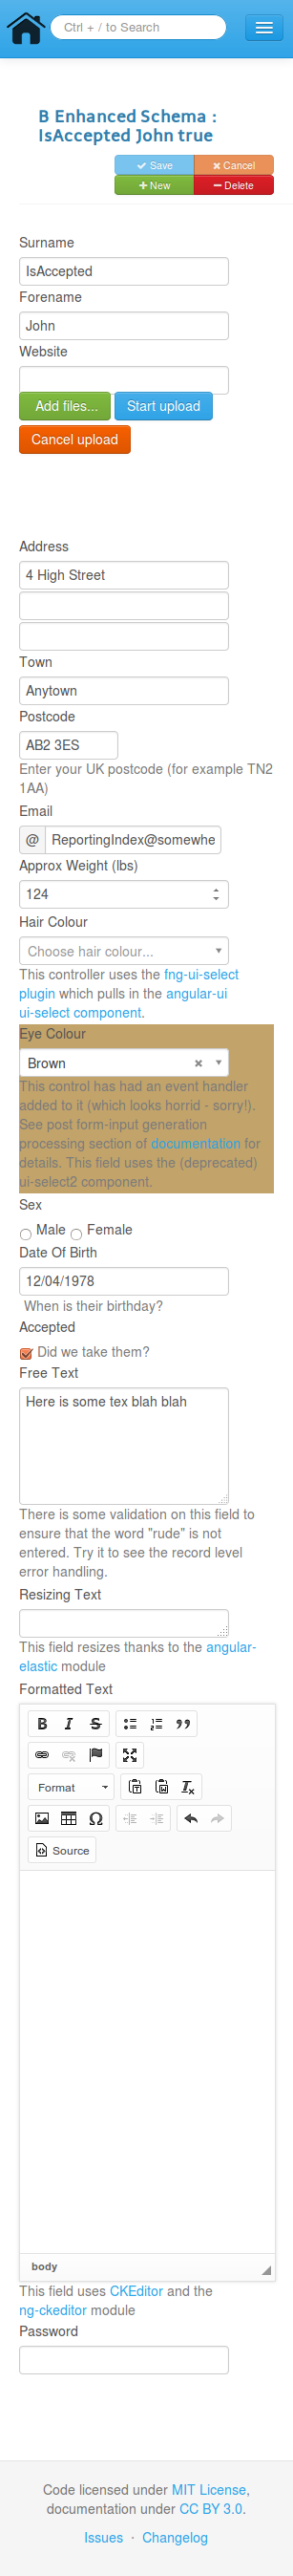 Ctrl + / to Search
B Enhanced Schema :
IsAccepted John true
Save
Cancel
New
Delete
Surname
IsAccepted
Forename
John
Website
Add files...
Start upload
Cancel upload
Address
4 High Street
Town
Anytown
Postcode
AB2 3ES
Enter your UK postcode (for example TN2
1AA)
Email
@ ReportingIndex@somewhe
Approx Weight (lbs)
124
Hair Colour
Choose hair colour...
This controller uses the fng-ui-select
plugin which pulls in the angular-ui
ui-select component.
Eye Colour
Brown
This control has had an event handler
added to it (which looks horrid - sorry!).
See post form-input generation
processing section of documentation for
details. This field uses the (deprecated)
ui-select2 component.
Sex
Male Female
Date Of Birth
12/04/1978
When is their birthday?
Accepted
Did we take them?
Free Text
Here is some tex blah blah
There is some validation on this field to
ensure that the word "rude" is not
entered. Try it to see the record level
error handling.
Resizing Text
This field resizes thanks to the angular-
elastic module
Formatted Text
Format
Source
body
This field uses CKEditor and the
ng-ckeditor module
Password
Code licensed under MIT License,
documentation under CC BY 3.0.
Issues · Changelog